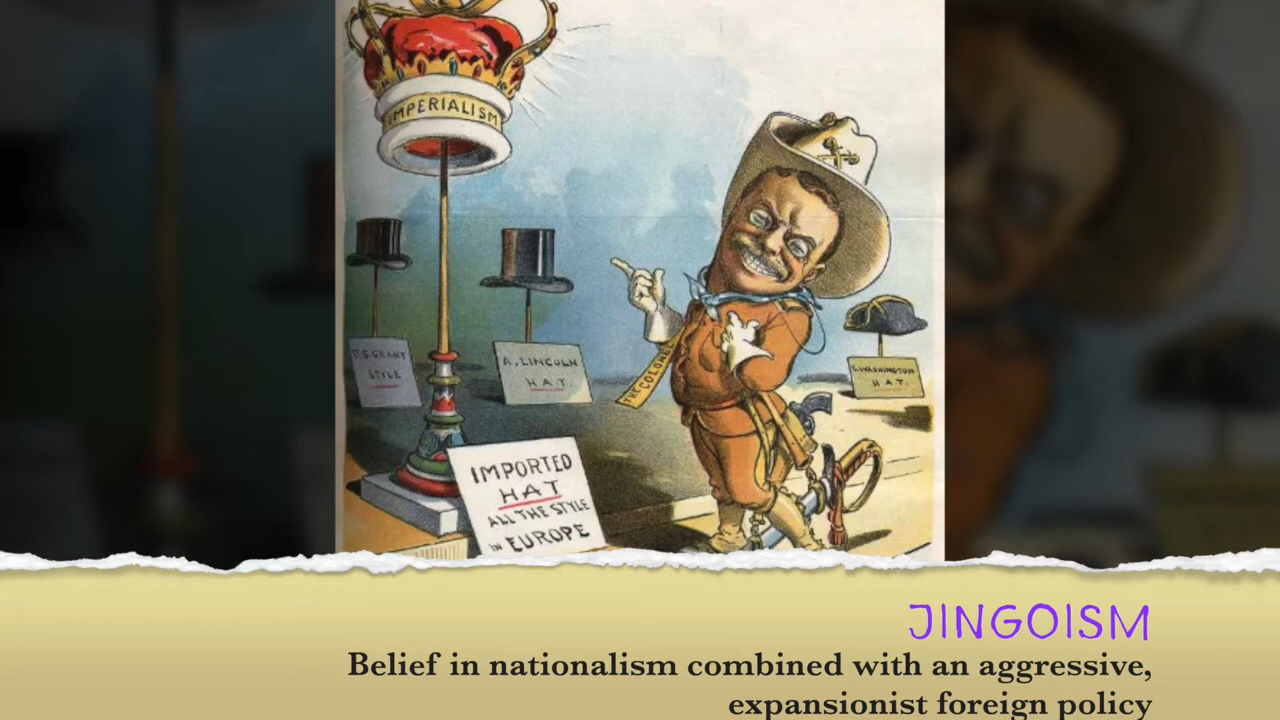 IMPERIALISM
U.S. GRANT
STYLE
A. LINCOLN
HAT.
THE COLONEL
G. WASHINGTON
HAT.
IMPORTED
HAT
ALL THE STYLE
IN EUROPE
JINGOISM
Belief in nationalism combined with an aggressive,
expansionist foreign policy